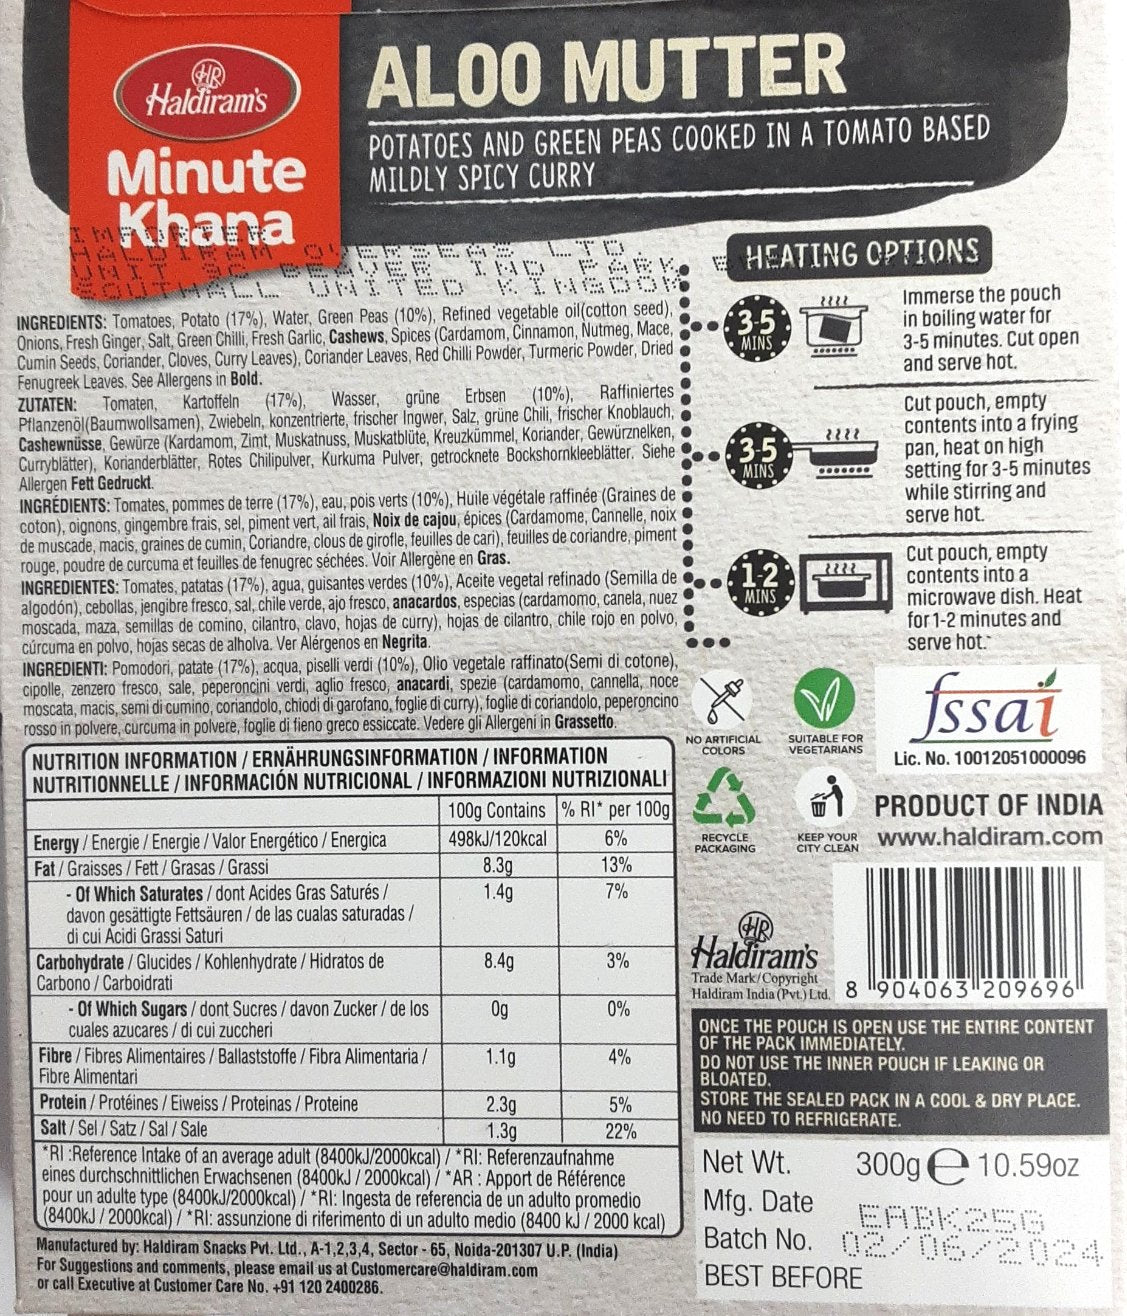 HR
Haldiram's
Minute
Khana
ALOO MUTTER
POTATOES AND GREEN PEAS COOKED IN A TOMATO BASED
MILDLY SPICY CURRY
IMPORTER
HALDIRAM O'VERSEAS LTD
UNIT 9C BEAVER IND PARK
SOUTHALL UNITED KINGDOM
INGREDIENTS: Tomatoes, Potato (17%), Water, Green Peas (10%), Refined vegetable oil(cotton seed),
Onions, Fresh Ginger, Salt, Green Chilli, Fresh Garlic, Cashews, Spices (Cardamom, Cinnamon, Nutmeg, Mace,
Cumin Seeds, Coriander, Cloves, Curry Leaves), Coriander Leaves, Red Chilli Powder, Turmeric Powder, Dried
Fenugreek Leaves. See Allergens in Bold.
ZUTATEN: Tomaten, Kartoffeln (17%), Wasser, grüne Erbsen (10%), Raffiniertes
Pflanzenöl(Baumwollsamen), Zwiebeln, konzentrierte, frischer Ingwer, Salz, grüne Chili, frischer Knoblauch,
Cashewnüsse, Gewürze (Kardamom, Zimt, Muskatnuss, Muskatblüte, Kreuzkümmel, Koriander, Gewürznelken,
Curryblätter), Korianderblätter, Rotes Chilipulver, Kurkuma Pulver, getrocknete Bockshornkleeblätter. Siehe
Allergen Fett Gedruckt.
INGRÉDIENTS: Tomates, pommes de terre (17%), eau, pois verts (10%), Huile végétale raffinée (Graines de
coton), oignons, gingembre frais, sel, piment vert, ail frais, Noix de cajou, épices (Cardamome, Cannelle, noix
de muscade, macis, graines de cumin, Coriandre, clous de girofle, feuilles de cari), feuilles de coriandre, piment
rouge, poudre de curcuma et feuilles de fenugrec séchées. Voir Allergène en Gras.
INGREDIENTES: Tomates, patatas (17%), agua, guisantes verdes (10%), Aceite vegetal refinado (Semilla de
algodón), cebollas, jengibre fresco, sal, chile verde, ajo fresco, anacardos, especias (cardamomo, canela, nuez
moscada, maza, semillas de comino, cilantro, clavo, hojas de curry), hojas de cilantro, chile rojo en polvo,
cúrcuma en polvo, hojas secas de alholva. Ver Alérgenos en Negrita.
INGREDIENTI: Pomodori, patate (17%), acqua, piselli verdi (10%), Olio vegetale raffinato(Semi di cotone),
cipolle, zenzero fresco, sale, peperoncini verdi, aglio fresco, anacardi, spezie (cardamomo, cannella, noce
moscata, macis, semi di cumino, coriandolo, chiodi di garofano, foglie di curry), foglie di coriandolo, peperoncino
rosso in polvere, curcuma in polvere, foglie di fieno greco essiccate. Vedere gli Allergeni in Grassetto.
HEATING OPTIONS
3-5
MINS
Immerse the pouch
in boiling water for
3-5 minutes. Cut open
and serve hot.
3-5
MINS
Cut pouch, empty
contents into a frying
pan, heat on high
setting for 3-5 minutes
while stirring and
serve hot.
1-2
MINS
Cut pouch, empty
contents into a
microwave dish. Heat
for 1-2 minutes and
serve hot.
NO ARTIFICIAL
COLORS
SUITABLE FOR
VEGETARIANS
fssai
Lic. No. 10012051000096
RECYCLE
PACKAGING
KEEP YOUR
CITY CLEAN
PRODUCT OF INDIA
www.haldiram.com
NUTRITION INFORMATION / ERNÄHRUNGSINFORMATION / INFORMATION
NUTRITIONNELLE / INFORMACIÓN NUTRICIONAL / INFORMAZIONI NUTRIZIONALI
100g Contains % RI* per 100g
Energy / Energie / Energie / Valor Energético / Energica 498kJ/120kcal 6%
Fat / Graisses / Fett / Grasas / Grassi 8.3g 13%
- Of Which Saturates / dont Acides Gras Saturés / 1.4g 7%
davon gesättigte Fettsäuren / de las cualas saturadas /
di cui Acidi Grassi Saturi
Carbohydrate / Glucides / Kohlenhydrate / Hidratos de 8.4g 3%
Carbono / Carboidrati
- Of Which Sugars / dont Sucres / davon Zucker / de los 0g 0%
cuales azucares / di cui zuccheri
Fibre / Fibres Alimentaires / Ballaststoffe / Fibra Alimentaria / 1.1g 4%
Fibre Alimentari
Protein / Protéines / Eiweiss / Proteinas / Proteine 2.3g 5%
Salt / Sel / Satz / Sal / Sale 1.3g 22%
*RI :Reference Intake of an average adult (8400kJ/2000kcal) / *RI: Referenzaufnahme
eines durchschnittlichen Erwachsenen (8400kJ / 2000kcal) / *AR : Apport de Référence
pour un adulte type (8400kJ/2000kcal) / *RI: Ingesta de referencia de un adulto promedio
(8400kJ / 2000kcal) / *RI: assunzione di riferimento di un adulto medio (8400 kJ / 2000 kcal)
Manufactured by: Haldiram Snacks Pvt. Ltd., A-1,2,3,4, Sector - 65, Noida-201307 U.P. (India)
For Suggestions and comments, please email us at Customercare@haldiram.com
or call Executive at Customer Care No. +91 120 2400286.
HR
Haldiram's
Trade Mark/Copyright
Haldiram India (Pvt.) Ltd.
8 904063 209696
ONCE THE POUCH IS OPEN USE THE ENTIRE CONTENT
OF THE PACK IMMEDIATELY.
DO NOT USE THE INNER POUCH IF LEAKING OR
BLOATED.
STORE THE SEALED PACK IN A COOL & DRY PLACE.
NO NEED TO REFRIGERATE.
Net Wt. 300g e 10.59oz
Mfg. Date
EABK25G
Batch No. 02/06/2024
BEST BEFORE